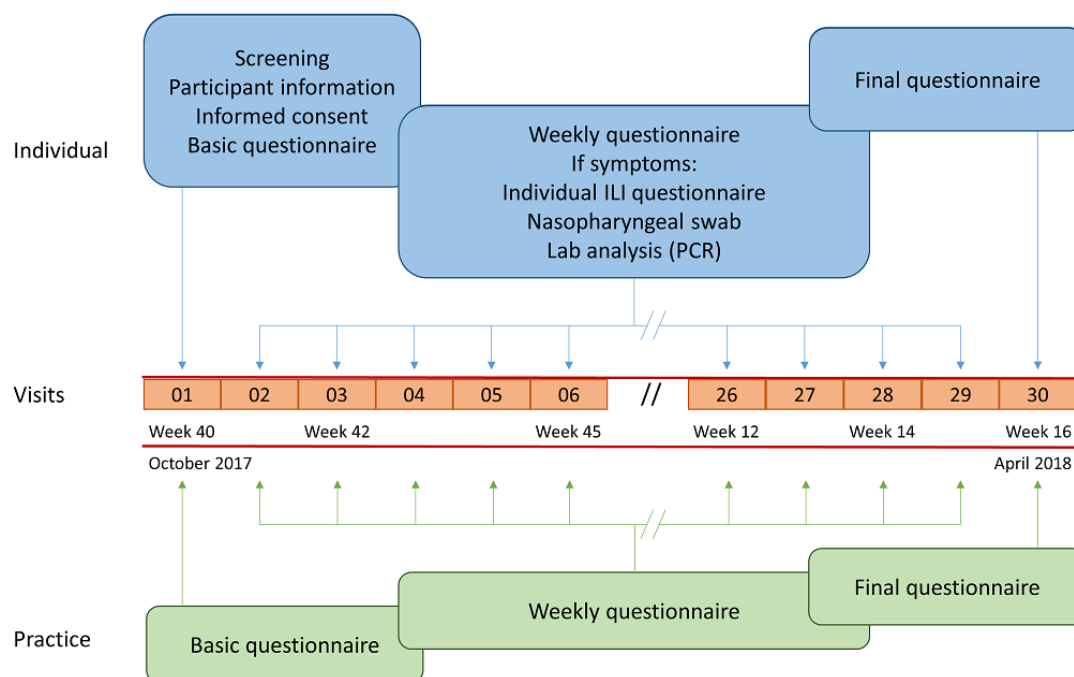 Screening
Participant information
Informed consent
Basic questionnaire
Final questionnaire
Individual
Weekly questionnaire
If symptoms:
Individual ILI questionnaire
Nasopharyngeal swab
Lab analysis (PCR)
Visits 01 02 03 04 05 06 // 26 27 28 29 30
Week 40 Week 42 Week 45 Week 12 Week 14 Week 16
October 2017 April 2018
Final questionnaire
Weekly questionnaire
Practice
Basic questionnaire